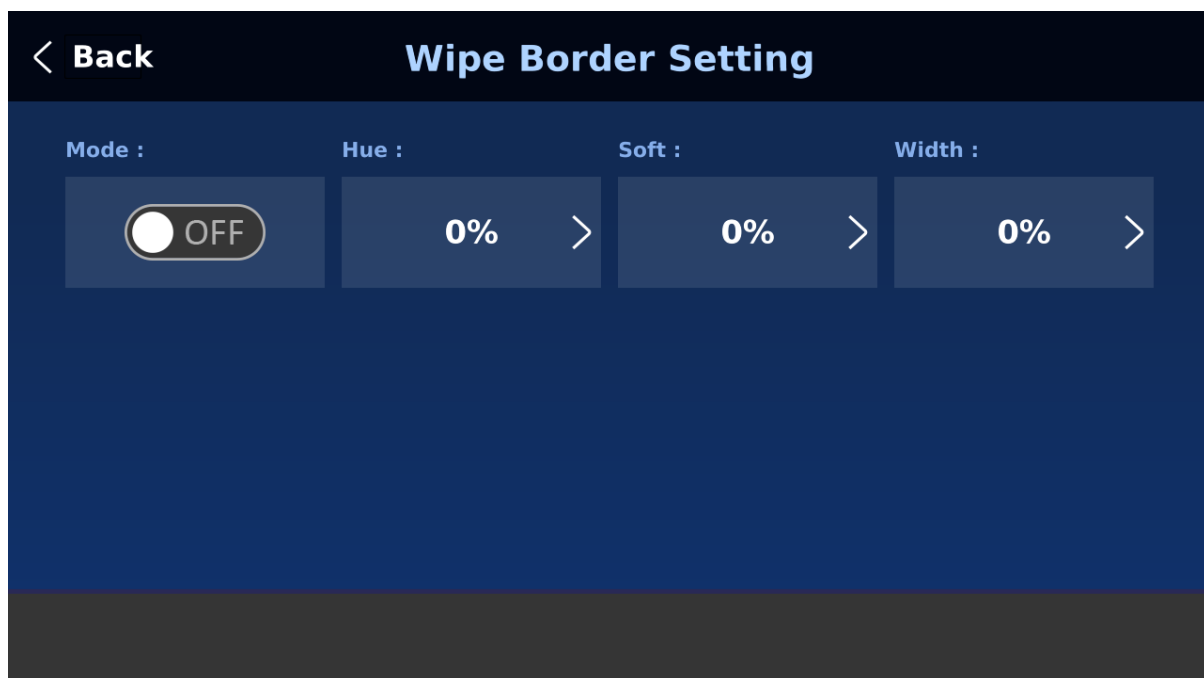 Back
Wipe Border Setting
Mode : Hue : Soft : Width :
OFF 0% 0% 0%